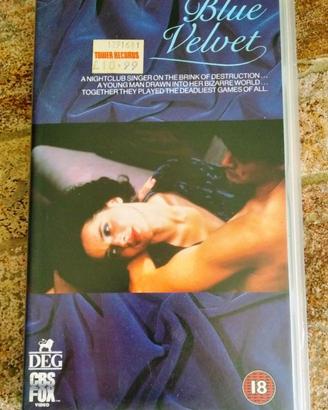 Blue
Velvet
TOWER RECORDS
£10.99
A NIGHTCLUB SINGER ON THE BRINK OF DESTRUCTION...
A YOUNG MAN DRAWN INTO HER BIZARRE WORLD...
TOGETHER THEY PLAYED THE DEADLIEST GAMES OF ALL.
DEG
CBS
FOX
VIDEO
18